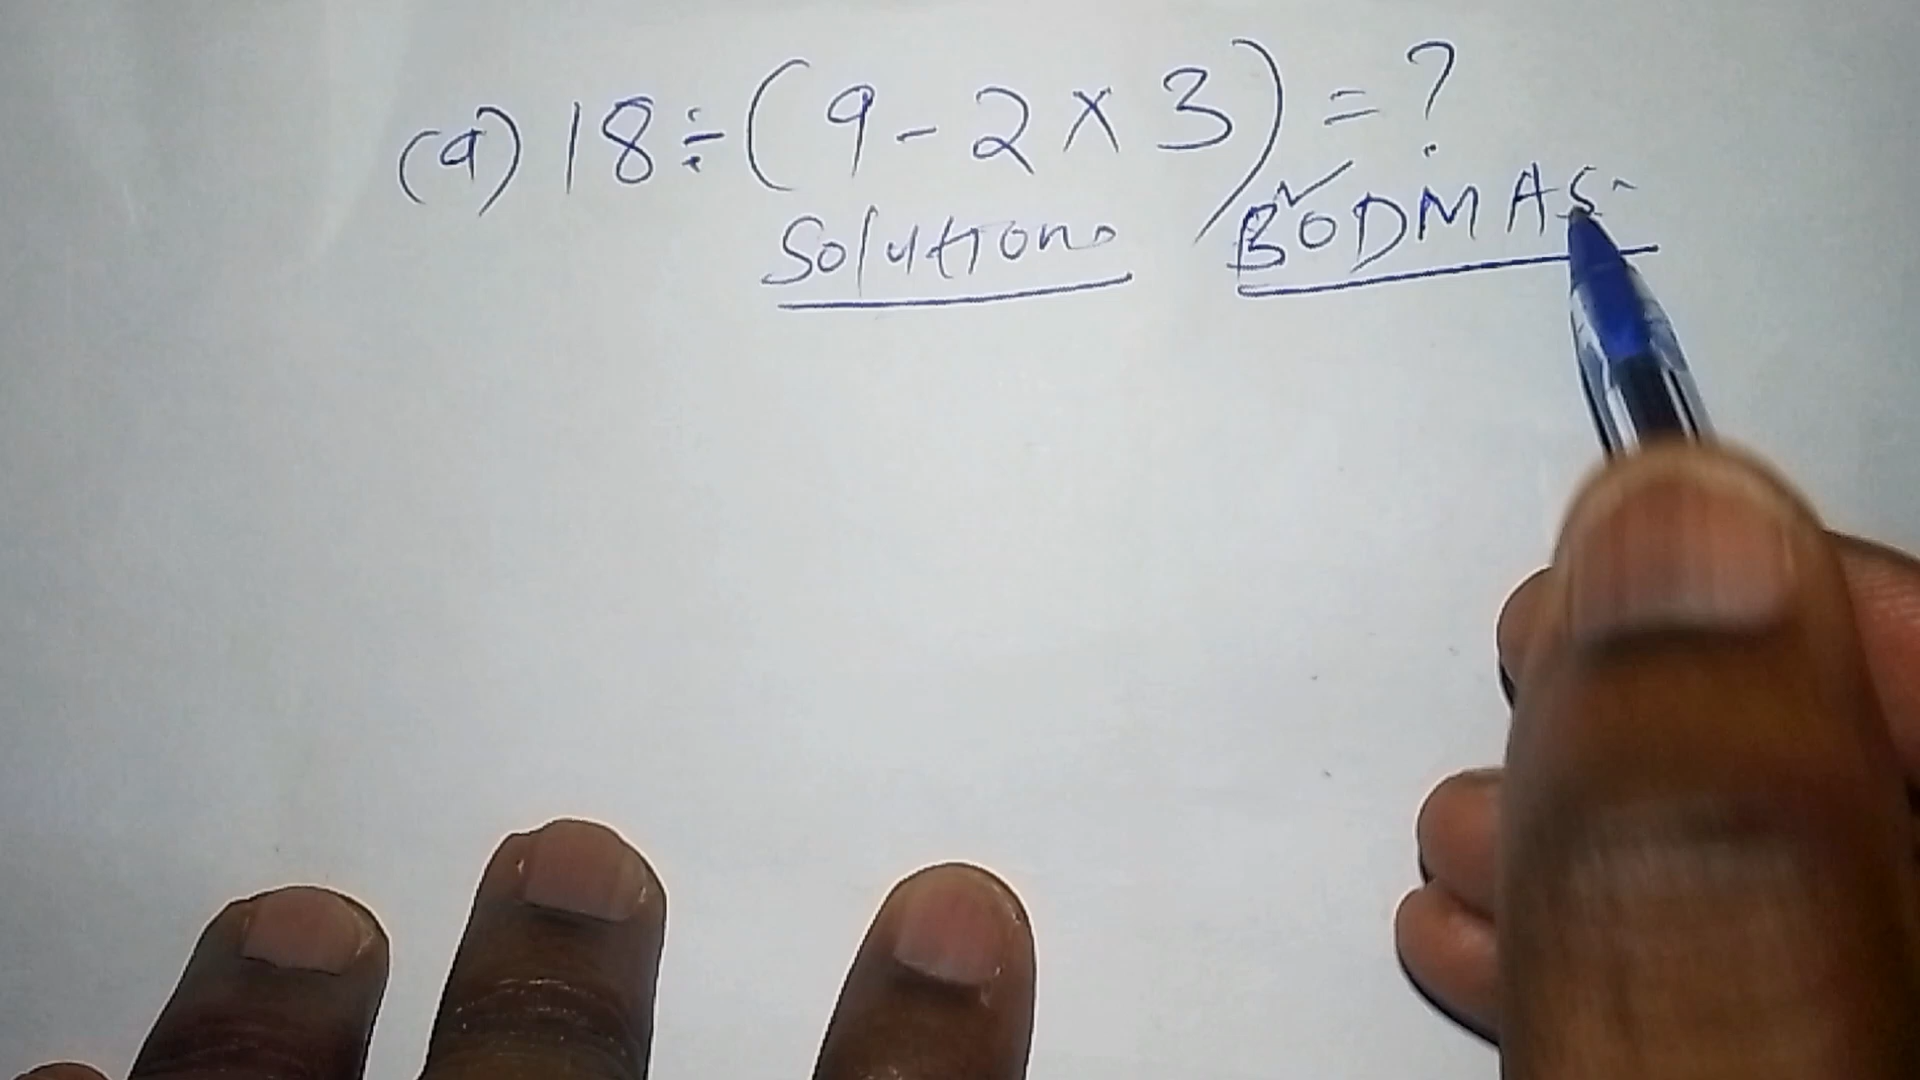 (a) 18 ÷ (9 - 2 × 3) = ?
Solution BODMAS